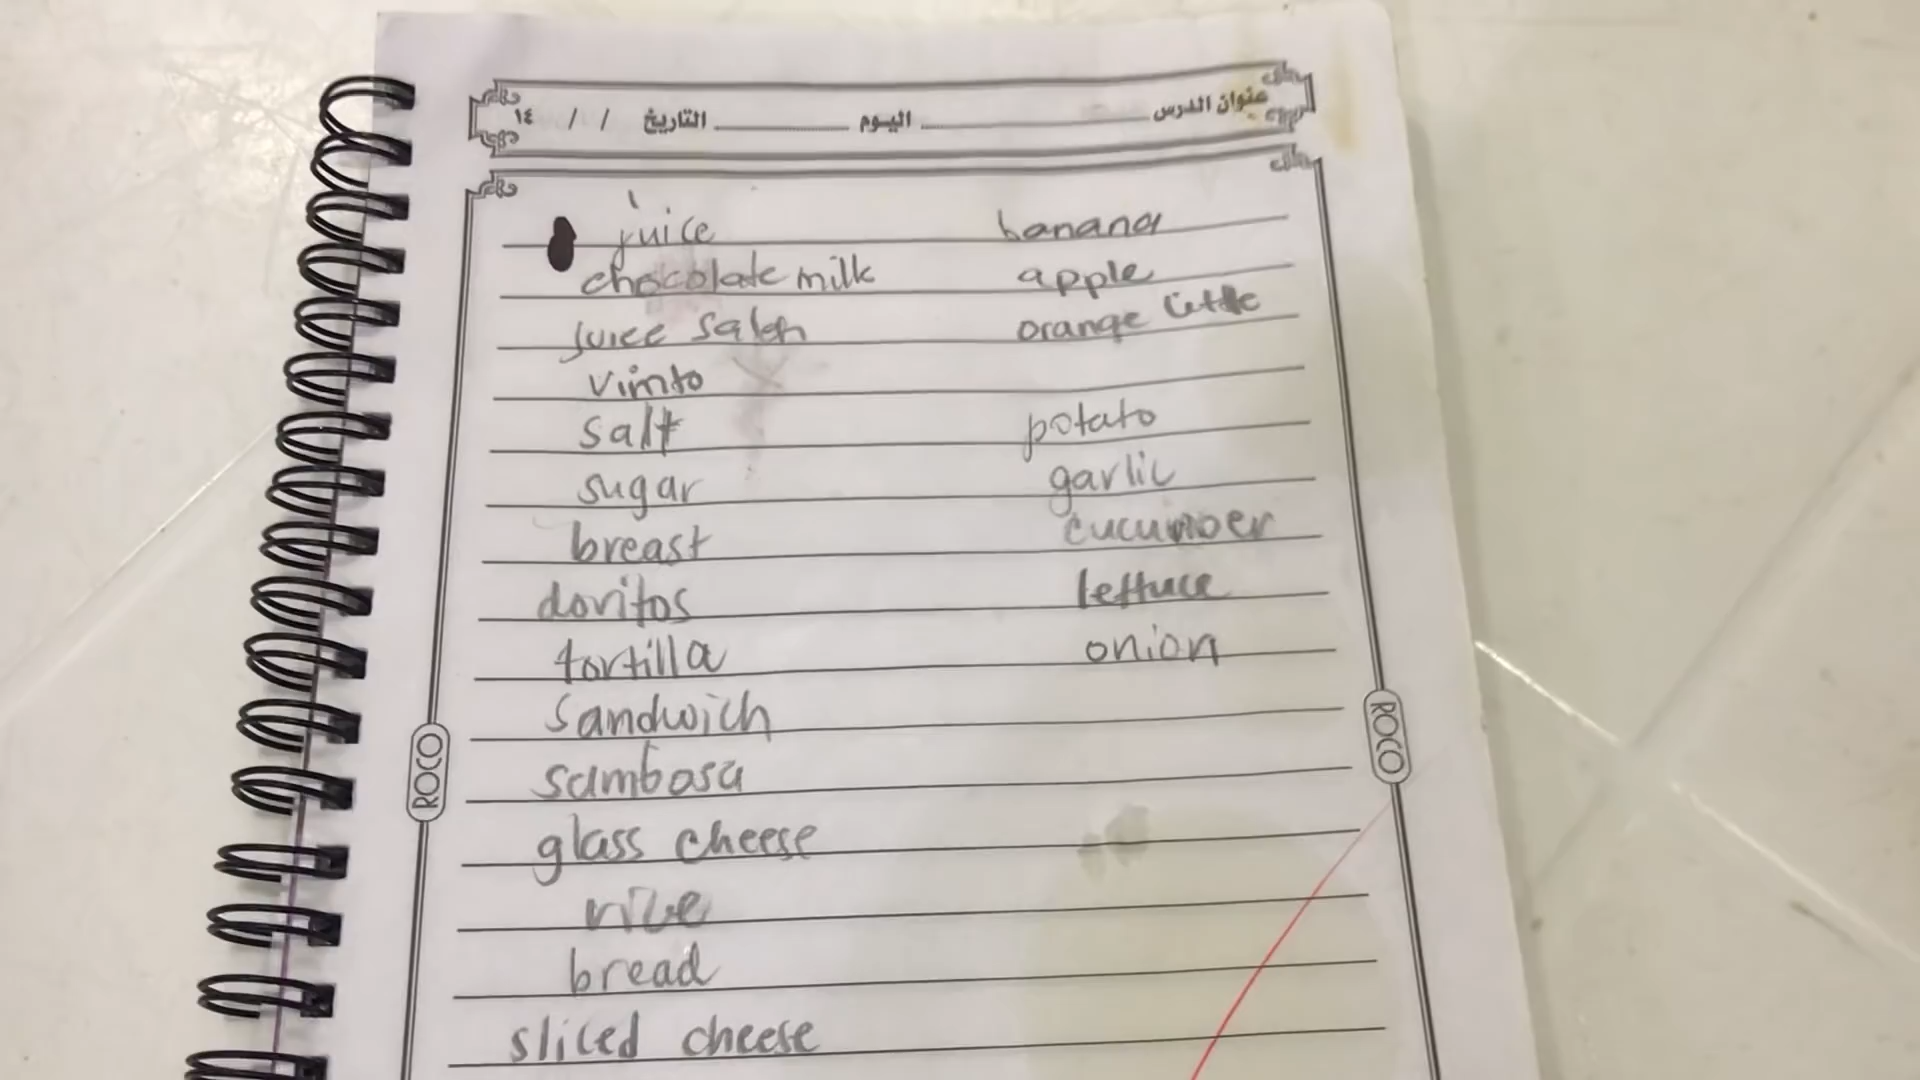 عنوان الدرس اليوم التاريخ / / ١٤
juice banana
chocolate milk apple
juice saleh orange little
vimto
salt potato
sugar garlic
breast cucumber
doritos lettuce
tortilla onion
sandwich
sambosa
glass cheese
rice
bread
sliced cheese
ROCO
ROCO